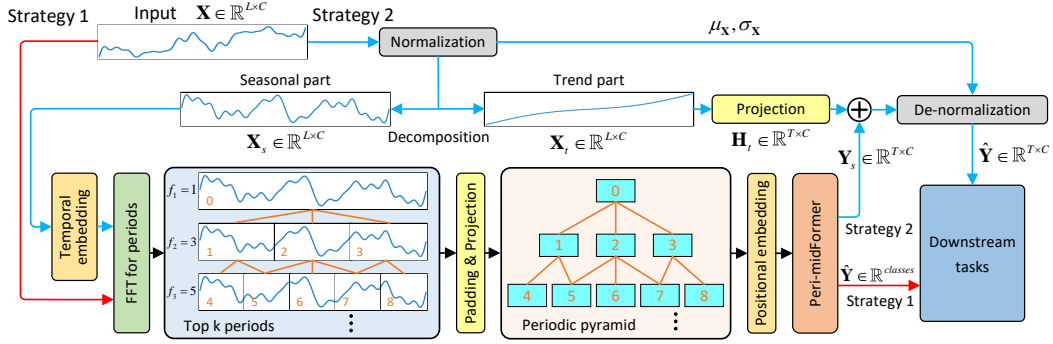 Strategy 1
Input
X ∈ ℝ^{L×C}
Strategy 2
Normalization
μ_X, σ_X
Seasonal part
Trend part
Decomposition
Projection
De-normalization
X_s ∈ ℝ^{L×C}
X_t ∈ ℝ^{L×C}
H_t ∈ ℝ^{T×C}
Y_s ∈ ℝ^{T×C}
Ŷ ∈ ℝ^{T×C}
Temporal
embedding
FFT for periods
f_1 = 1
0
f_2 = 3
1 2 3
f_3 = 5
4 5 6 7 8
Top k periods
⋮
Padding & Projection
0
1 2 3
4 5 6 7 8
Periodic pyramid
⋮
Positional embedding
Peri-midFormer
Strategy 2
Ŷ ∈ ℝ^{classes}
Strategy 1
Downstream
tasks